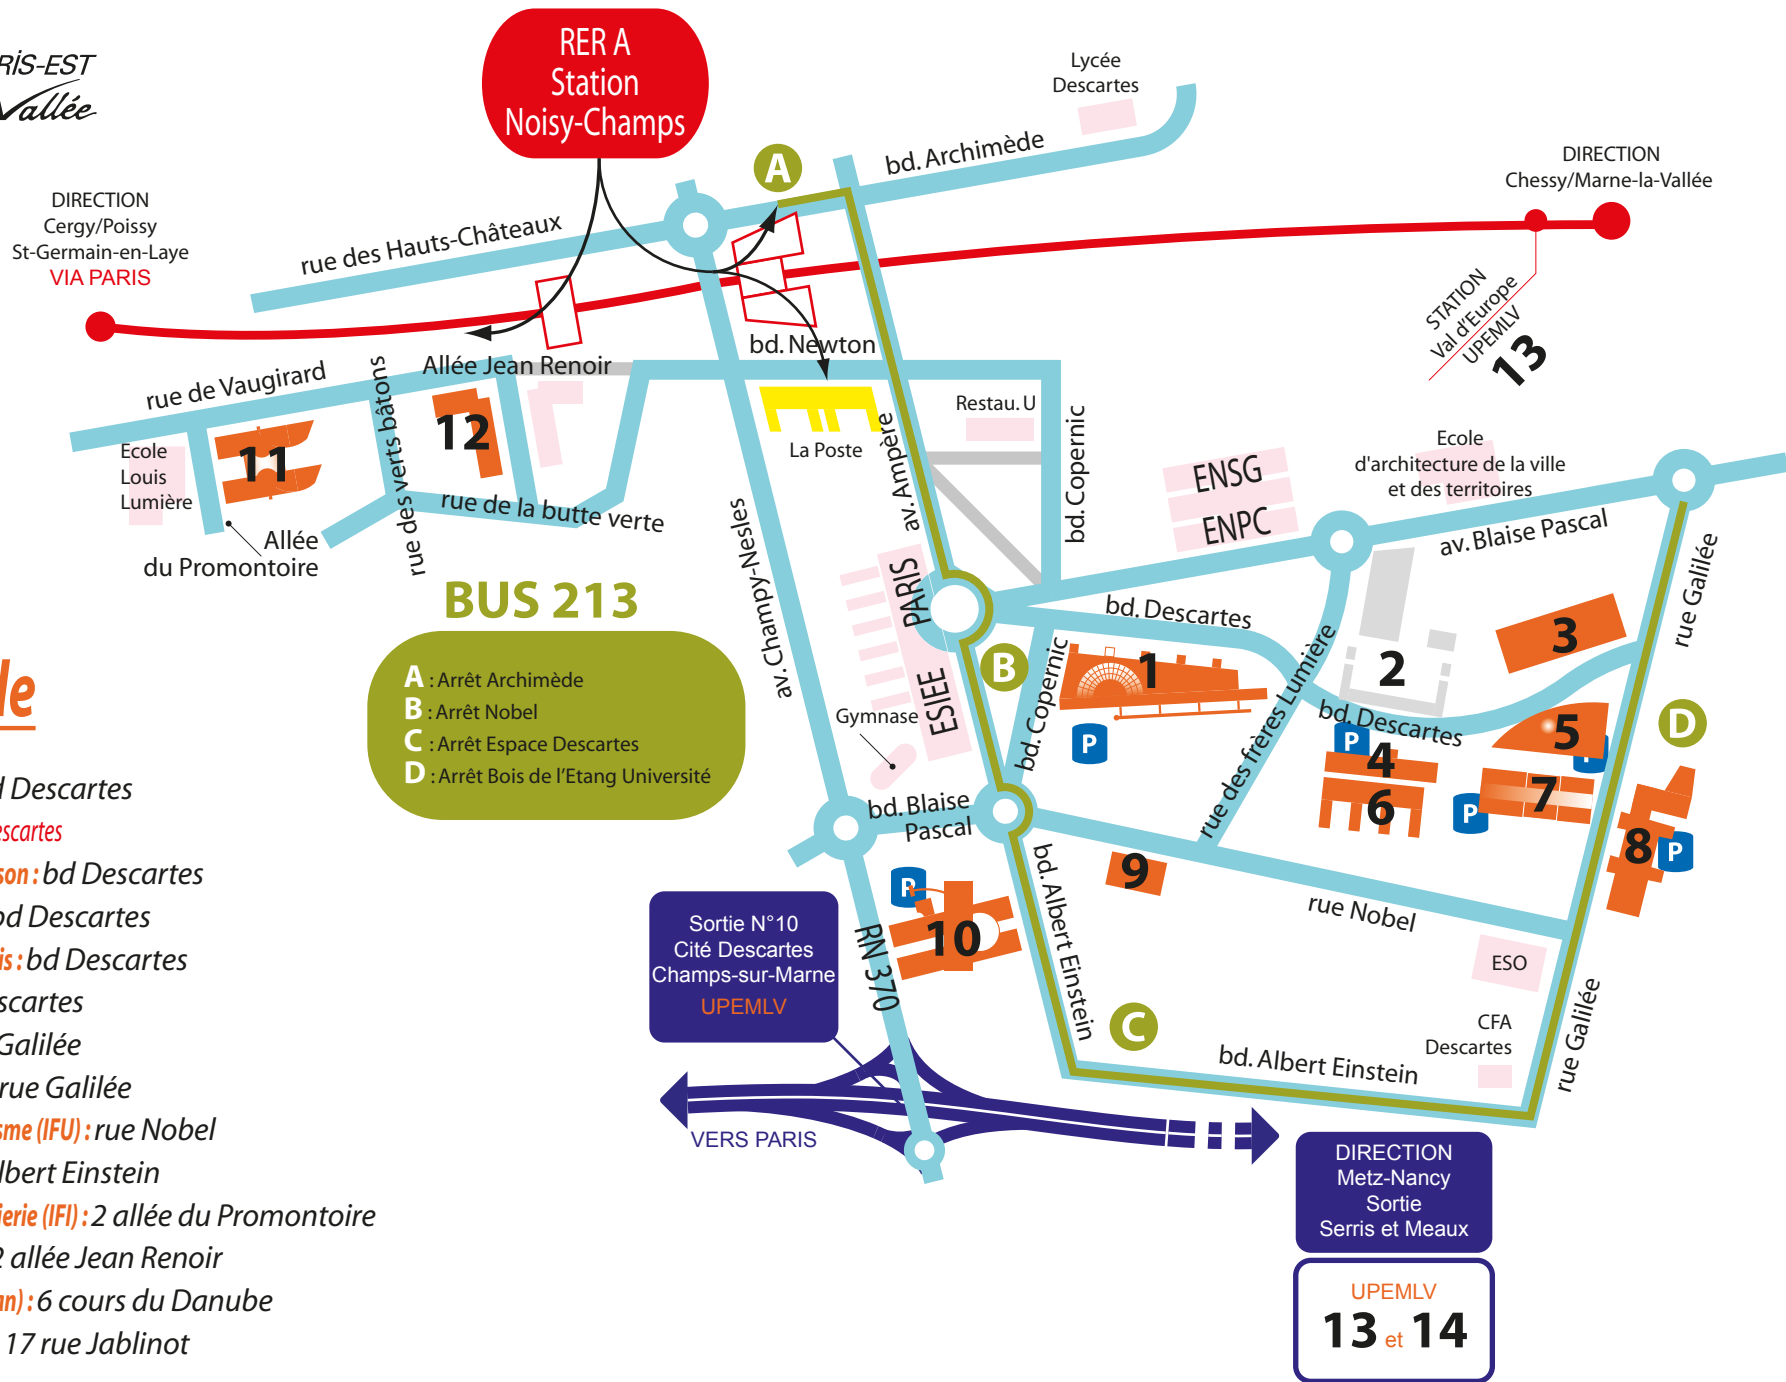 RIS-EST
Vallée
RER A
Station
Noisy-Champs
Lycée
Descartes
bd. Archimède
A
DIRECTION
Cergy/Poissy
St-Germain-en-Laye
VIA PARIS
rue des Hauts-Châteaux
DIRECTION
Chessy/Marne-la-Vallée
STATION
Val d'Europe
UPEMLV
13
rue de Vaugirard
Allée Jean Renoir
bd. Newton
rue des verts bâtons
Ecole
Louis
Lumière
11
12
La Poste
av. Ampère
Restau. U
bd. Copernic
rue de la butte verte
Allée
du Promontoire
av. Champy-Nesles
ENSG
ENPC
Ecole
d'architecture de la ville
et des territoires
av. Blaise Pascal
rue Galilée
BUS 213
A : Arrêt Archimède
B : Arrêt Nobel
C : Arrêt Espace Descartes
D : Arrêt Bois de l'Etang Université
ESIEE PARIS
Gymnase
B
bd. Descartes
bd. Copernic
1
P
rue des frères Lumière
2
3
bd. Descartes
P
4
5
P
6
7
P
8
P
D
bd. Blaise
Pascal
9
P
10
rue Nobel
RN 370
bd. Albert Einstein
C
bd. Albert Einstein
ESO
CFA
Descartes
rue Galilée
Sortie N°10
Cité Descartes
Champs-sur-Marne
UPEMLV
VERS PARIS
DIRECTION
Metz-Nancy
Sortie
Serris et Meaux
UPEMLV
13 et 14
le
d Descartes
escartes
son : bd Descartes
bd Descartes
is : bd Descartes
escartes
Galilée
rue Galilée
sme (IFU) : rue Nobel
lbert Einstein
ierie (IFI) : 2 allée du Promontoire
2 allée Jean Renoir
an) : 6 cours du Danube
17 rue Jablinot